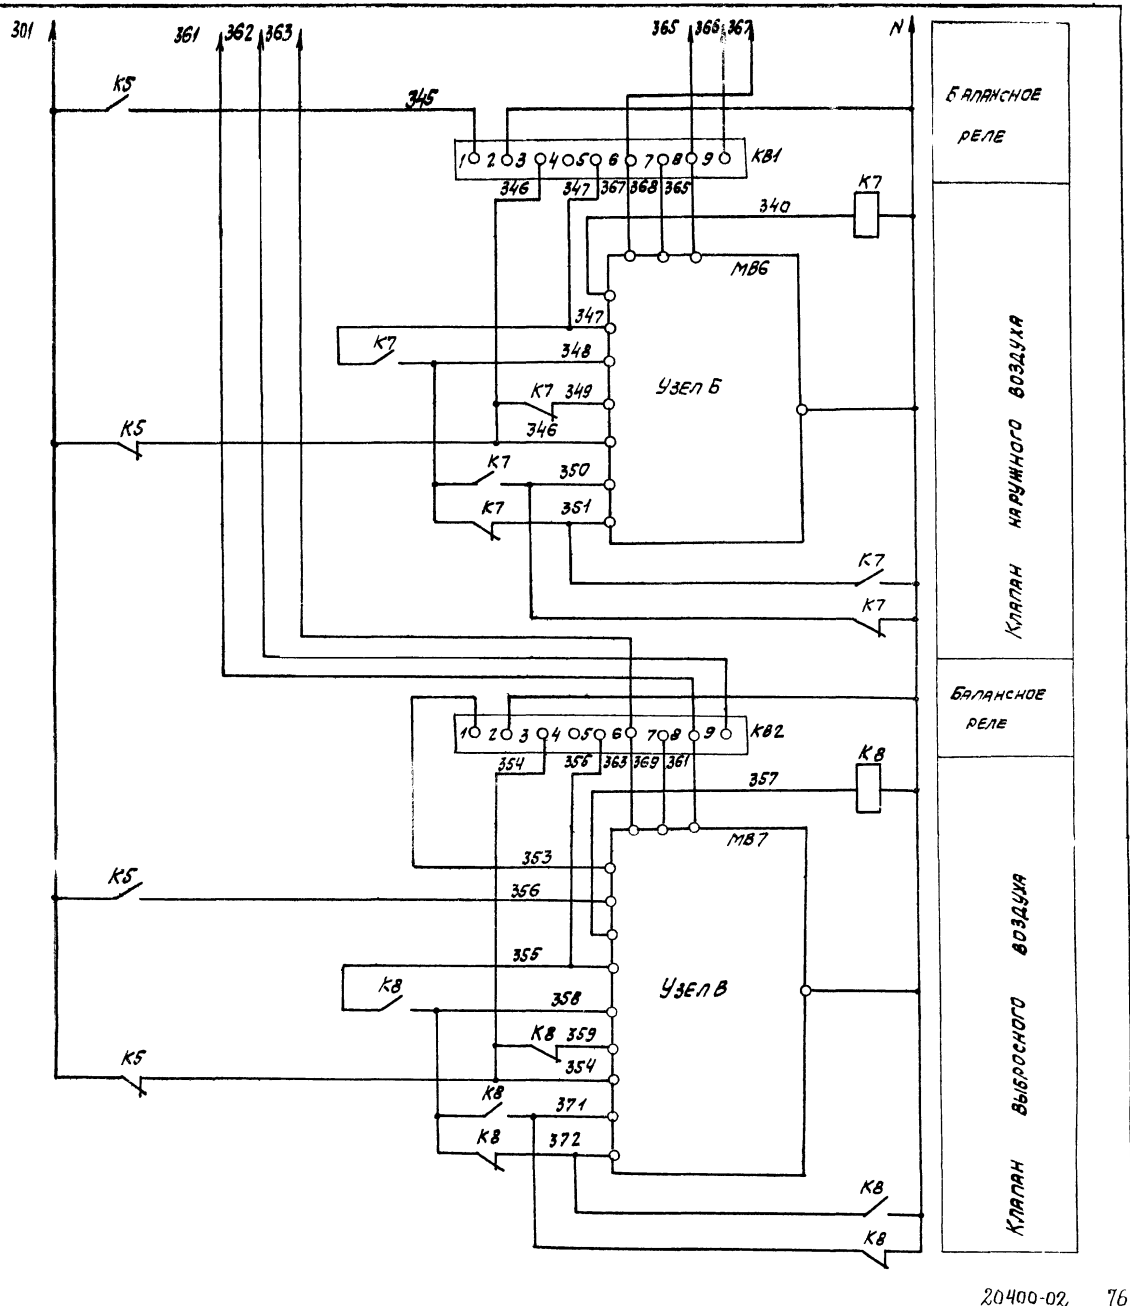 301 361 362 363 365 366 367 N
К5 345
Балансное
реле
1 2 3 4 5 6 7 8 9 КВ1
346 347 367 368 365
К7
340
МВ6
347
К7 348
Узел Б
К7 349
К5 346
К7 350
К7 351
К7
К7
Клапан наружного воздуха
Балансное
реле
1 2 3 4 5 6 7 8 9 КВ2
354 355 363 369 361
К8
357
МВ7
353
К5 356
355
К8 358
Узел В
К8 359
К5 354
К8 371
К8 372
К8
К8
Клапан выбросного воздуха
20400-02 76